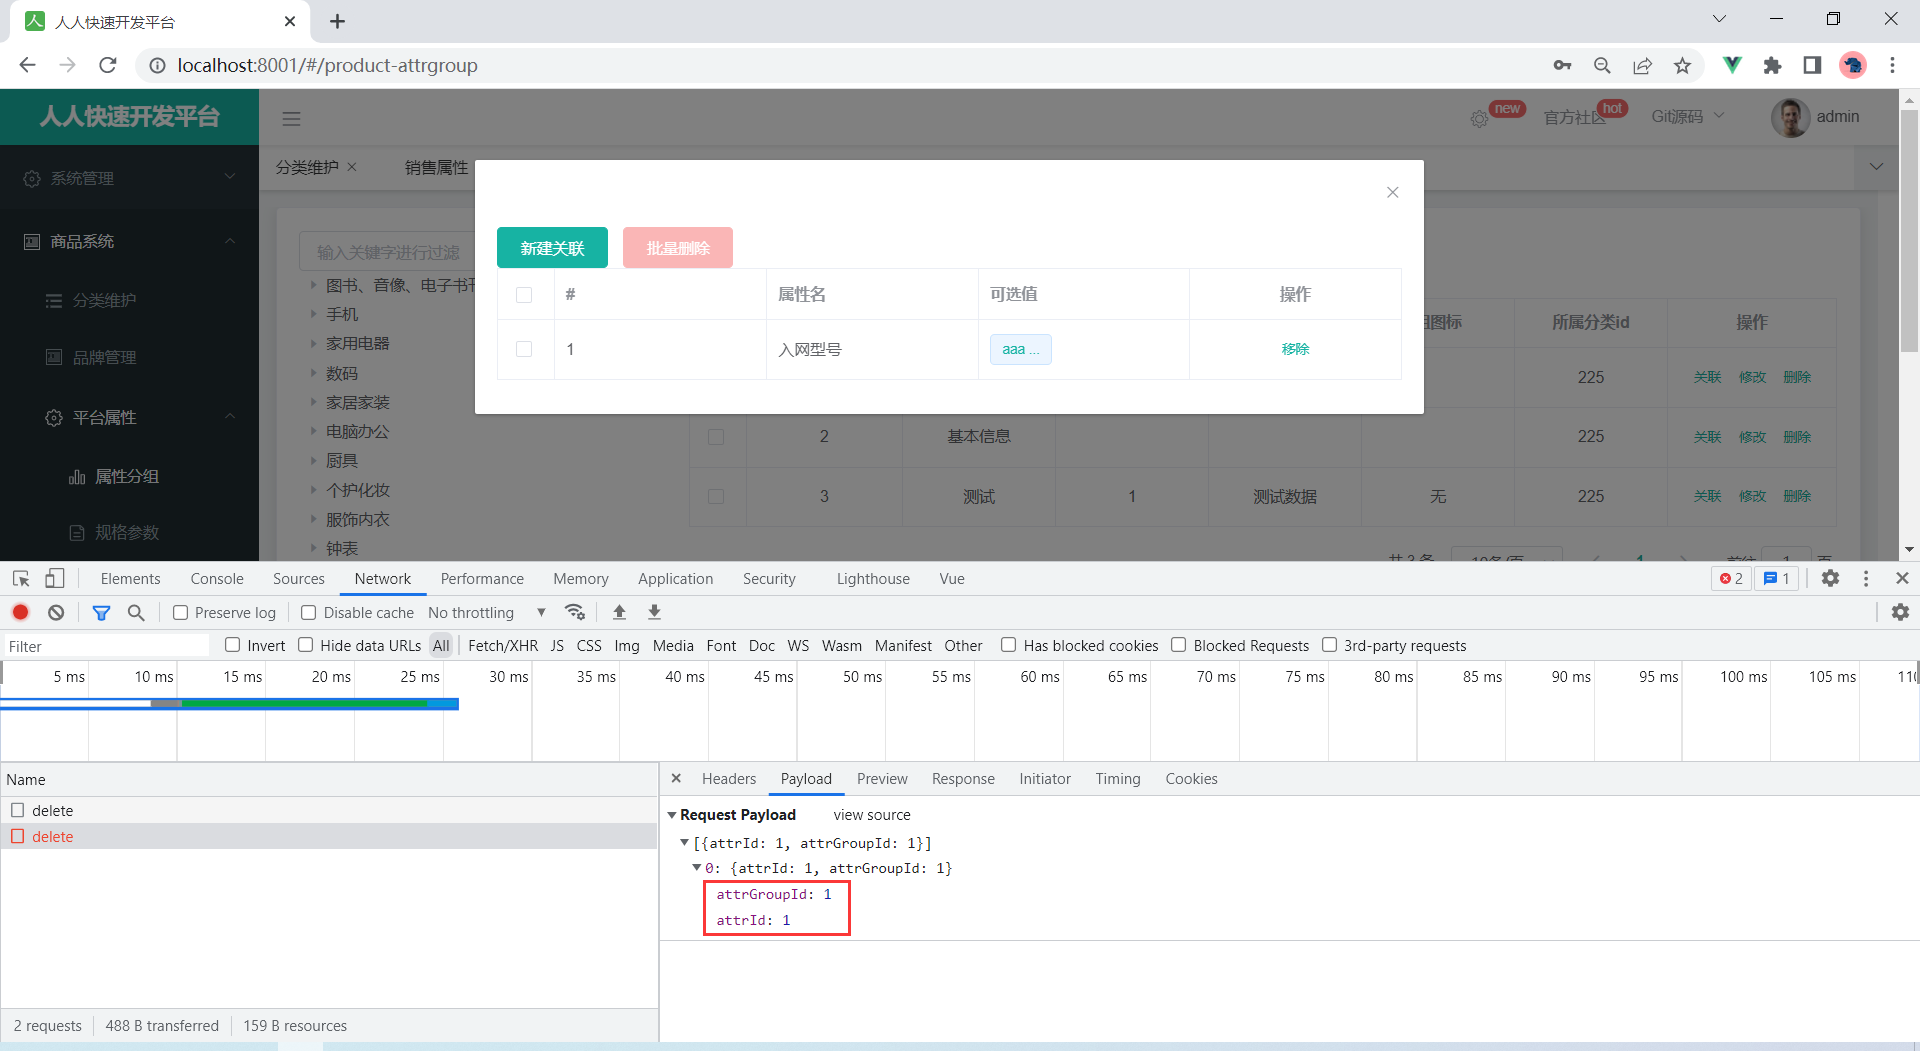 人人快速开发平台
localhost:8001/#/product-attrgroup
人人快速开发平台
new
官方社区
hot
Git源码
admin
系统管理
商品系统
分类维护
品牌管理
平台属性
属性分组
规格参数
分类维护
销售属性
输入关键字进行过滤
图书、音像、电子书刊
手机
家用电器
数码
家居家装
电脑办公
厨具
个护化妆
服饰内衣
钟表
新建关联 批量删除
# 属性名 可选值 操作
1 入网型号 aaa ... 移除
组图标 所属分类id 操作
225 关联 修改 删除
2 基本信息 225 关联 修改 删除
3 测试 1 测试数据 无 225 关联 修改 删除
共 3 条 10条/页 1 前往 1 页
Elements Console Sources Network Performance Memory Application Security Lighthouse Vue 2 1
Preserve log Disable cache No throttling
Filter Invert Hide data URLs All Fetch/XHR JS CSS Img Media Font Doc WS Wasm Manifest Other Has blocked cookies Blocked Requests 3rd-party requests
5 ms 10 ms 15 ms 20 ms 25 ms 30 ms 35 ms 40 ms 45 ms 50 ms 55 ms 60 ms 65 ms 70 ms 75 ms 80 ms 85 ms 90 ms 95 ms 100 ms 105 ms
Name
delete
delete
2 requests 488 B transferred 159 B resources
Headers Payload Preview Response Initiator Timing Cookies
Request Payload view source
[{attrId: 1, attrGroupId: 1}]
0: {attrId: 1, attrGroupId: 1}
attrGroupId: 1
attrId: 1